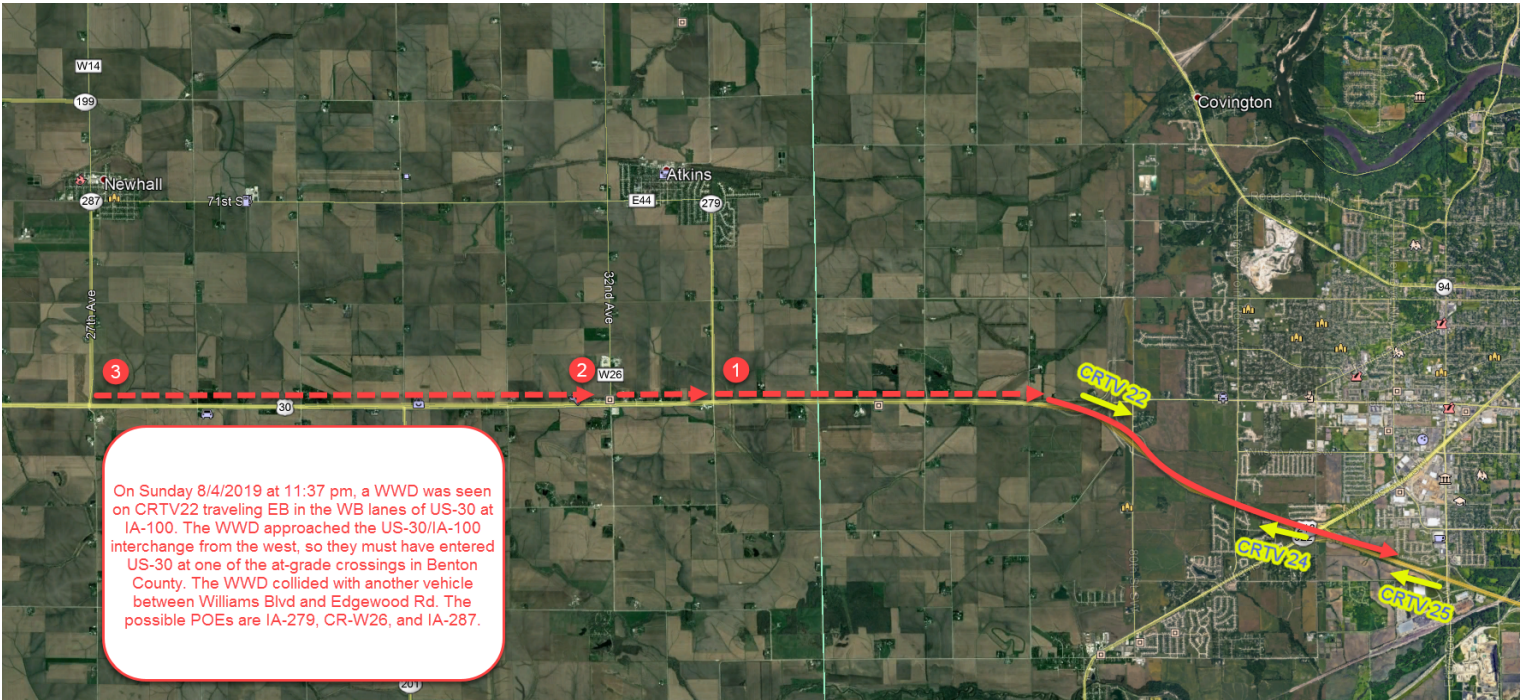 W14
199
Covington
Newhall
Atkins
287
71st S
E44
279
27th Ave
32nd Ave
94
3
2
W26
1
CRTV 22
30
On Sunday 8/4/2019 at 11:37 pm, a WWD was seen
on CRTV22 traveling EB in the WB lanes of US-30 at
IA-100. The WWD approached the US-30/IA-100
interchange from the west, so they must have entered
US-30 at one of the at-grade crossings in Benton
County. The WWD collided with another vehicle
between Williams Blvd and Edgewood Rd. The
possible POEs are IA-279, CR-W26, and IA-287.
CRTV 24
CRTV 25
201